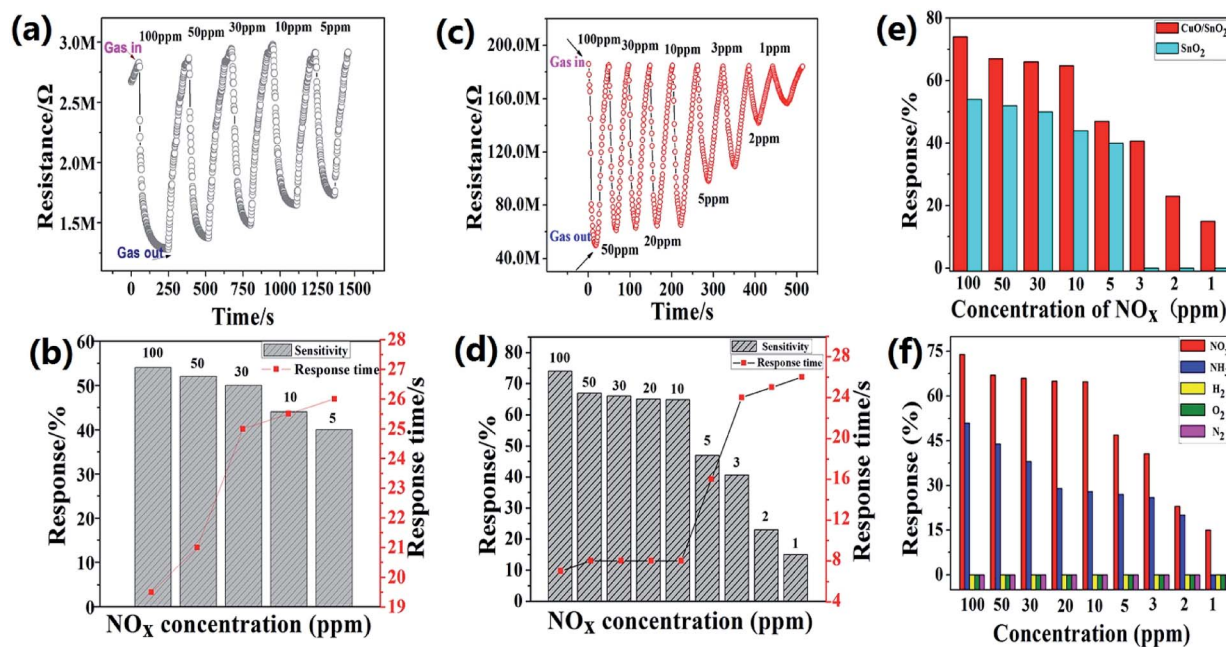 (a)
3.0M
2.5M
2.0M
1.5M
Resistance/Ω
Gas in
100ppm 50ppm 30ppm 10ppm 5ppm
Gas out
0 250 500 750 1000 1250 1500
Time/s
(c)
200.0M
160.0M
120.0M
80.0M
40.0M
Resistance/Ω
100ppm 30ppm 10ppm 3ppm 1ppm
Gas in
2ppm
5ppm
Gas out
50ppm 20ppm
0 100 200 300 400 500
Time/s
(e)
80
60
40
20
0
Response/%
CuO/SnO2
SnO2
100 50 30 10 5 3 2 1
Concentration of NOX (ppm)
(b)
60
50
40
30
20
10
0
Response/%
Sensitivity
Response time
100
50
30
10
5
28
27
26
25
24
23
22
21
20
19
Response time/s
NOX concentration (ppm)
(d)
80
70
60
50
40
30
20
10
0
Response/%
Sensitivity
Response time
100
50 30 20 10
5
3
2
1
28
24
20
16
12
8
4
Response time/s
NOX concentration (ppm)
(f)
75
45
30
15
0
Response (%)
H2
O2
N2
100 50 30 20 10 5 3 2 1
Concentration (ppm)